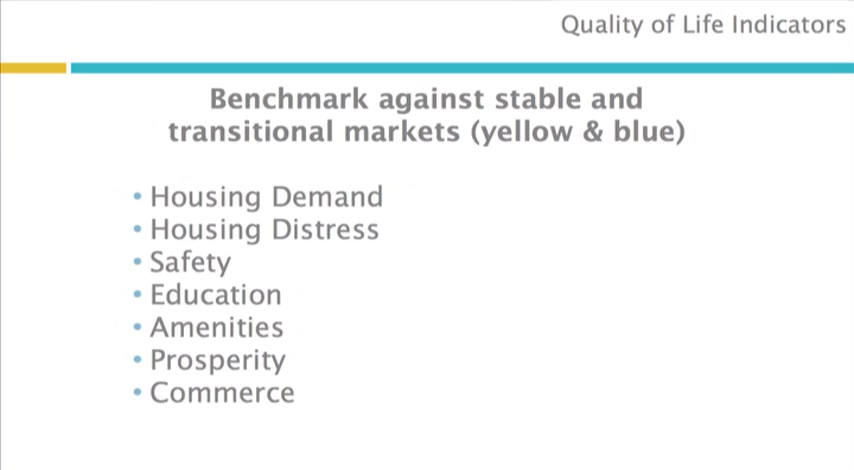 Quality of Life Indicators
Benchmark against stable and
transitional markets (yellow & blue)
• Housing Demand
• Housing Distress
• Safety
• Education
• Amenities
• Prosperity
• Commerce